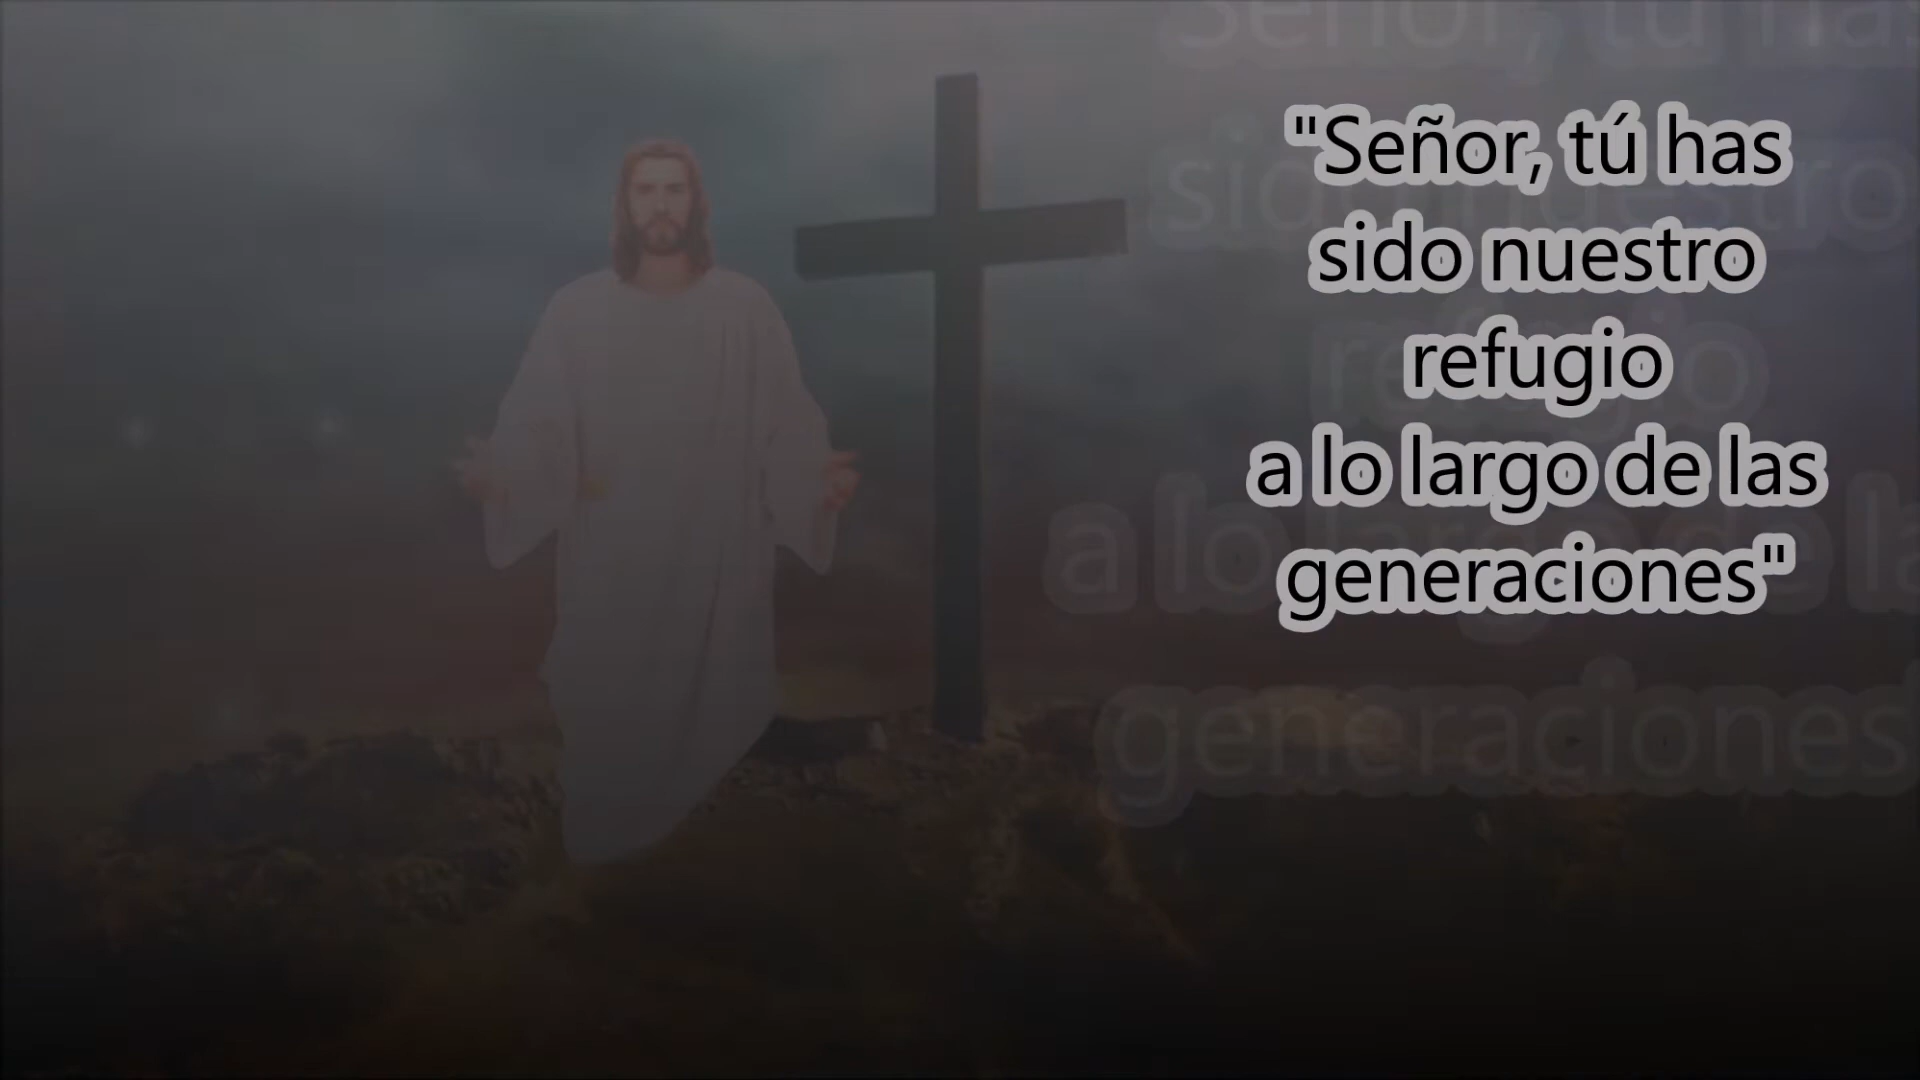 "Señor, tú has
sido nuestro
refugio
a lo largo de las
generaciones"